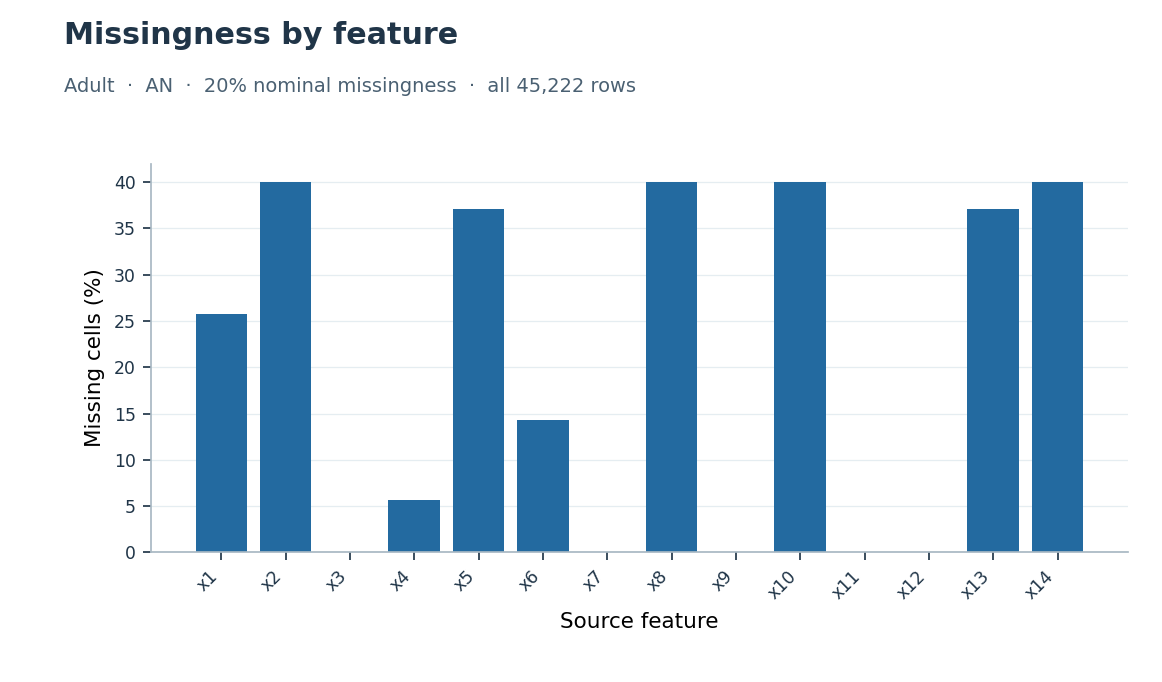 Missingness by feature
Adult · AN · 20% nominal missingness · all 45,222 rows
40
35
30
25
20
15
10
5
0
Missing cells (%)
x1 x2 x3 x4 x5 x6 x7 x8 x9 x10 x11 x12 x13 x14
Source feature